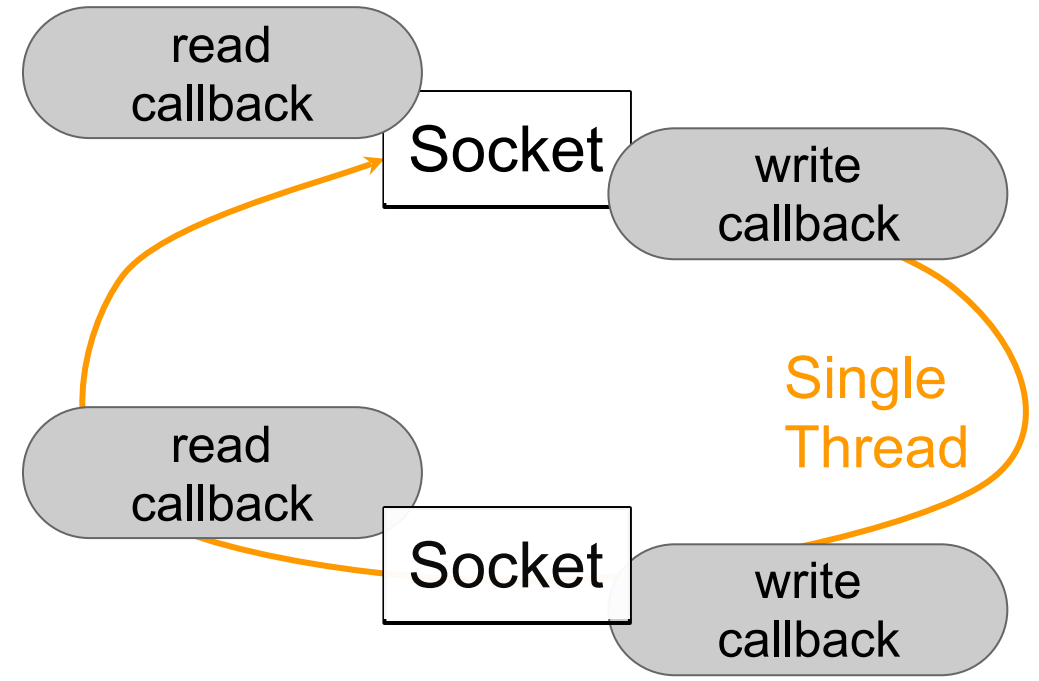 read
callback
Socket
write
callback
Single
Thread
read
callback
Socket
write
callback